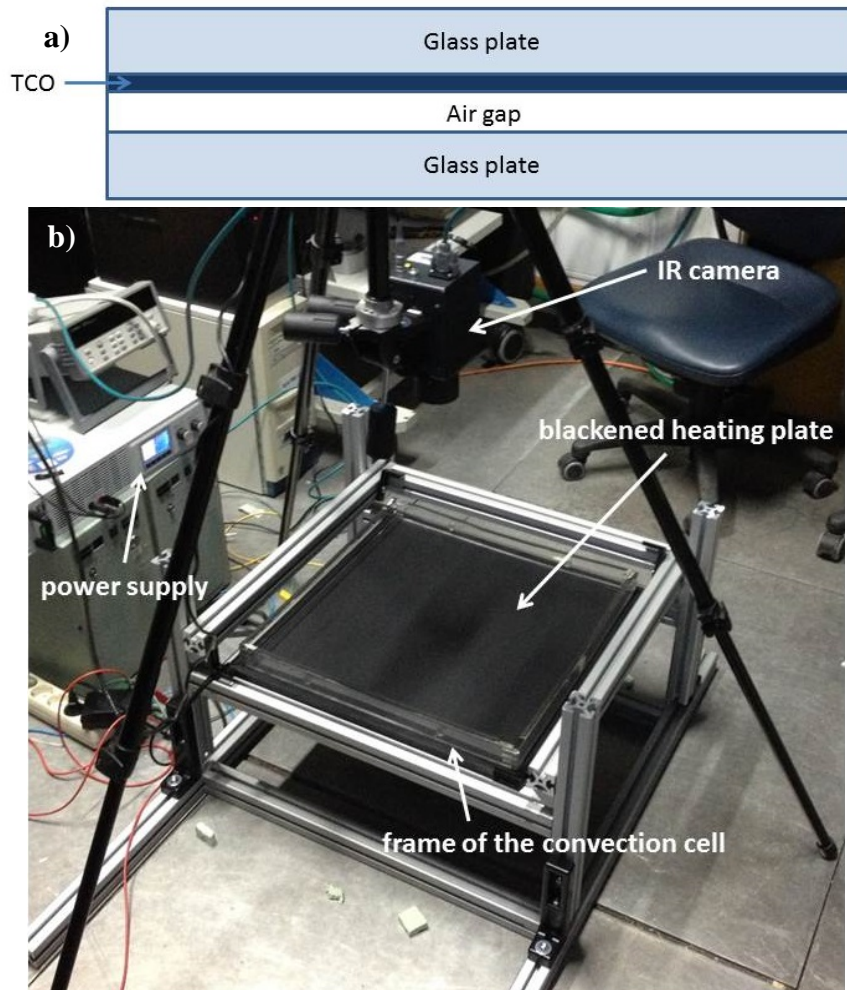 a)
Glass plate
TCO
Air gap
Glass plate
b)
IR camera
blackened heating plate
power supply
frame of the convection cell